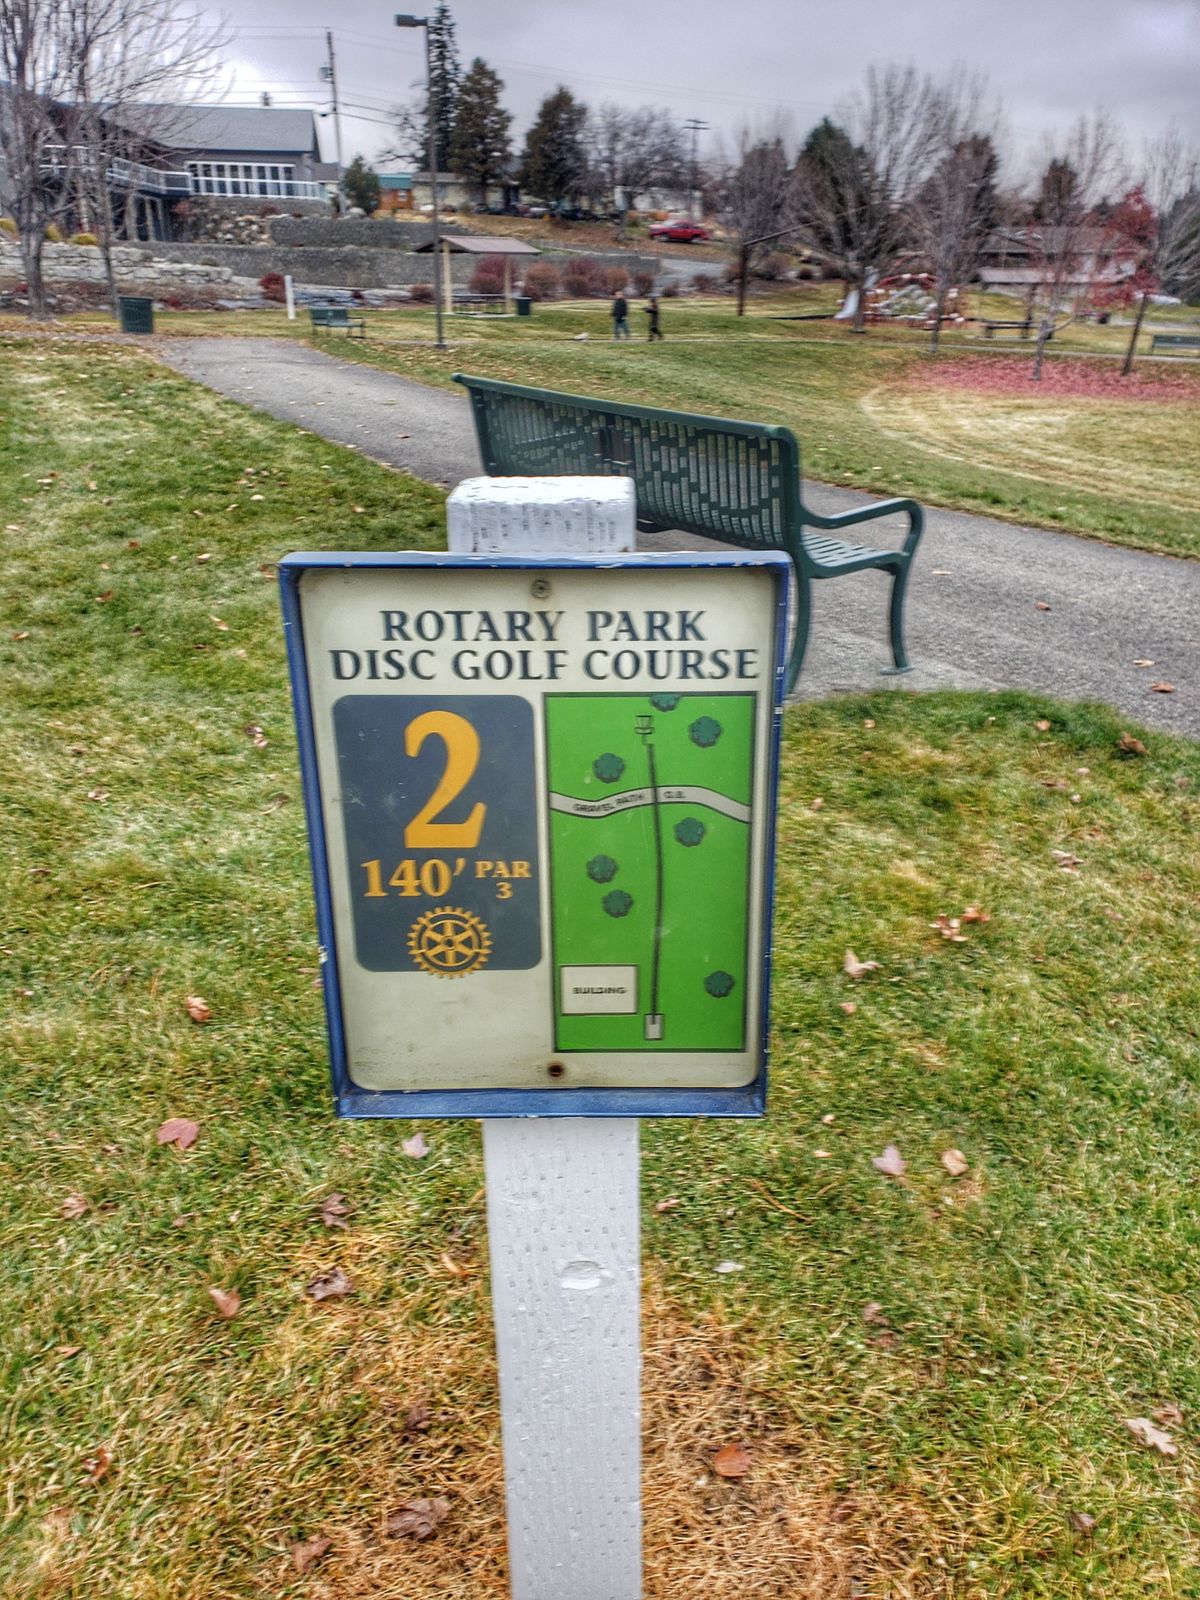 ROTARY PARK
DISC GOLF COURSE
2
140' PAR
3
GRAVEL PATH O.B.
BUILDING